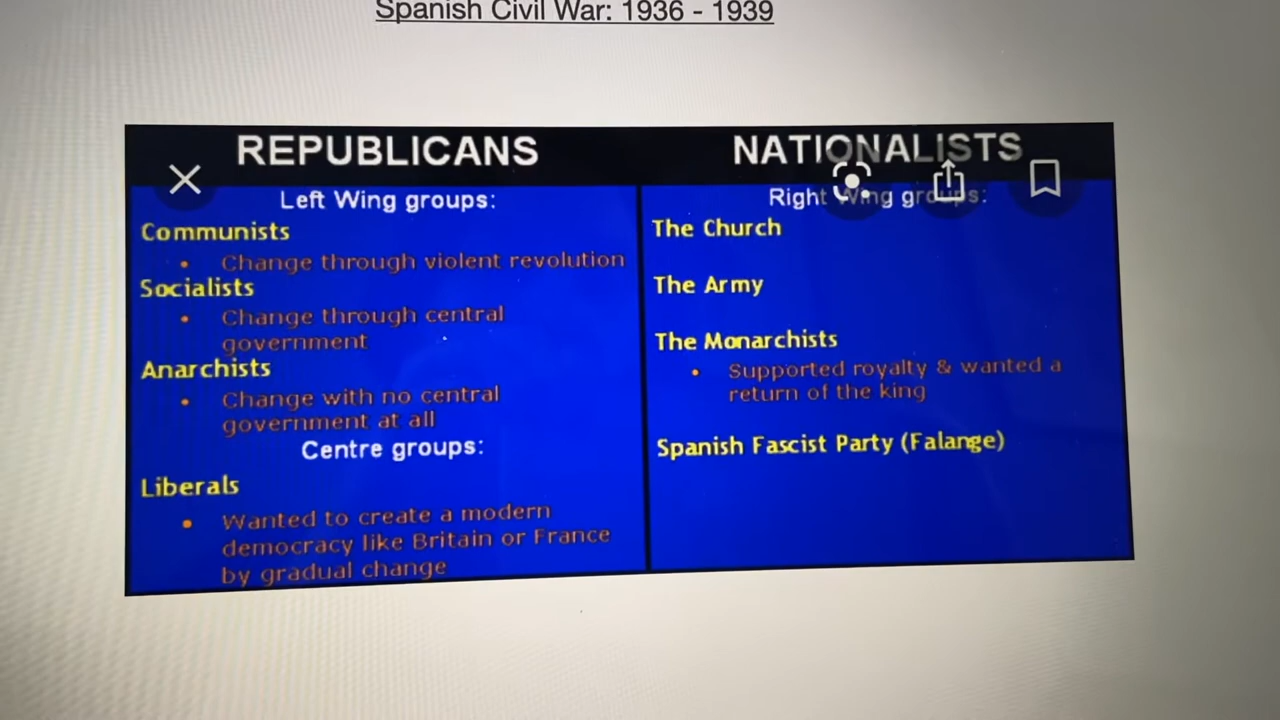 Spanish Civil War: 1936 - 1939
REPUBLICANS
Left Wing groups:
Communists
• Change through violent revolution
Socialists
• Change through central
government
Anarchists
• Change with no central
government at all
Centre groups:
Liberals
• Wanted to create a modern
democracy like Britain or France
by gradual change
NATIONALISTS
Right Wing groups:
The Church
The Army
The Monarchists
• Supported royalty & wanted a
return of the king
Spanish Fascist Party (Falange)